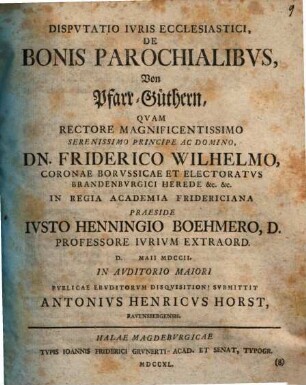 9
DISPVTATIO IVRIS ECCLESIASTICI,
DE
BONIS PAROCHIALIBVS,
Von
Pfarr-Güthern,
QVAM
RECTORE MAGNIFICENTISSIMO
SERENISSIMO PRINCIPE AC DOMINO,
DN. FRIDERICO WILHELMO,
CORONAE BORVSSICAE ET ELECTORATVS
BRANDENBVRGICI HEREDE &c. &c.
IN REGIA ACADEMIA FRIDERICIANA
PRAESIDE
IVSTO HENNINGIO BOEHMERO, D.
PROFESSORE IVRIVM EXTRAORD.
D. MAII MDCCII.
IN AVDITORIO MAIORI
PVBLICAE ERVDITORVM DISQVISITIONI SVBMITTIT
ANTONIVS HENRICVS HORST,
RAVENSBERGENSIS.
HALAE MAGDEBVRGICAE
TYPIS IOANNIS FRIDERICI GRVNERTI ACAD. ET SENAT, TYPOGR.
MDCCXL.